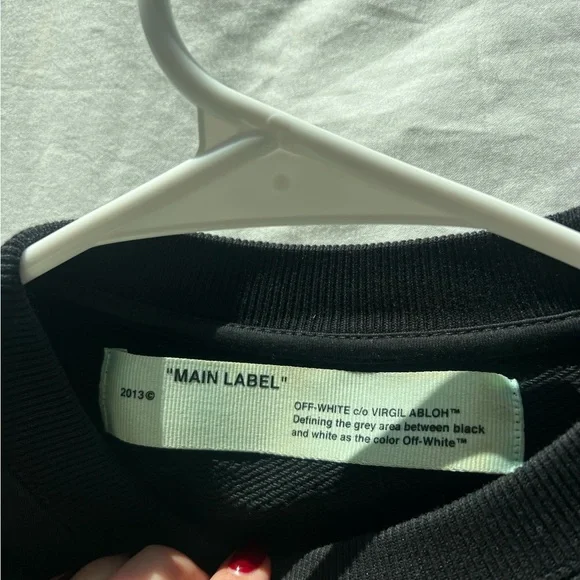 "MAIN LABEL"
2013©
OFF-WHITE c/o VIRGIL ABLOH™
Defining the grey area between black
and white as the color Off-White™